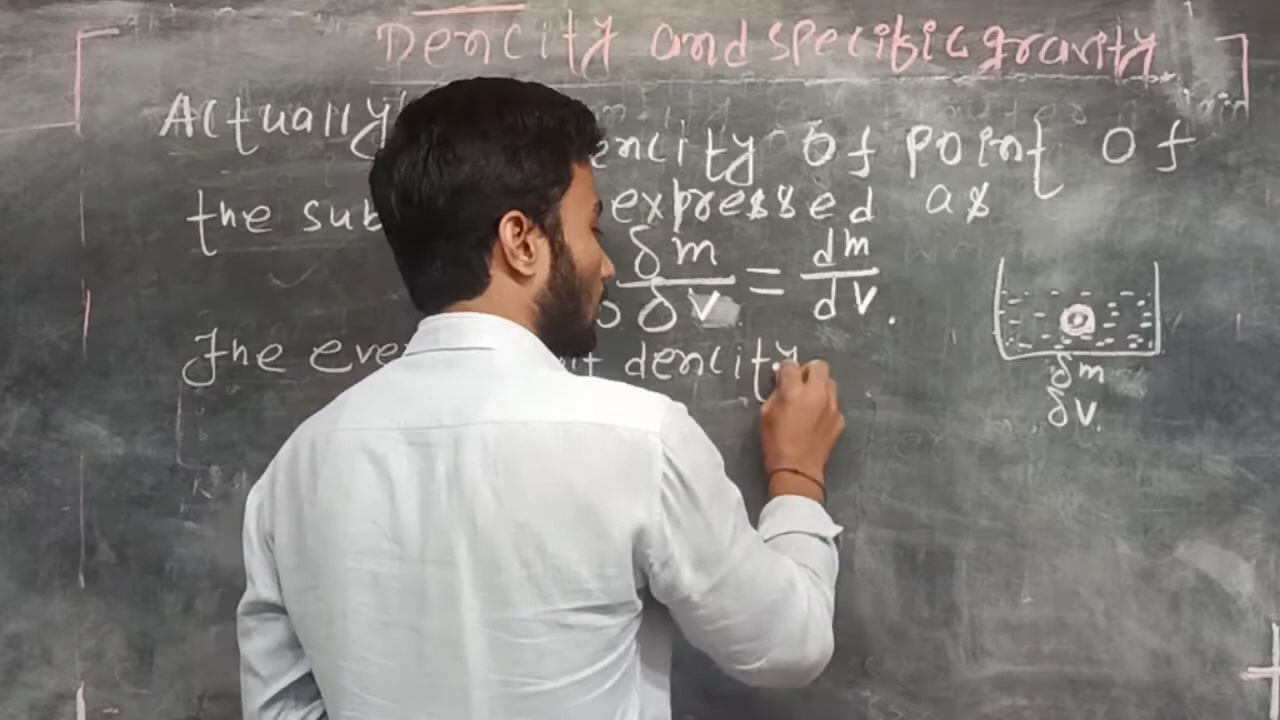 Dencity and specific gravity
Actually encity of point of
the sub expressed as
δm = dm
δV dV.
The eve dencity
δm
δV.